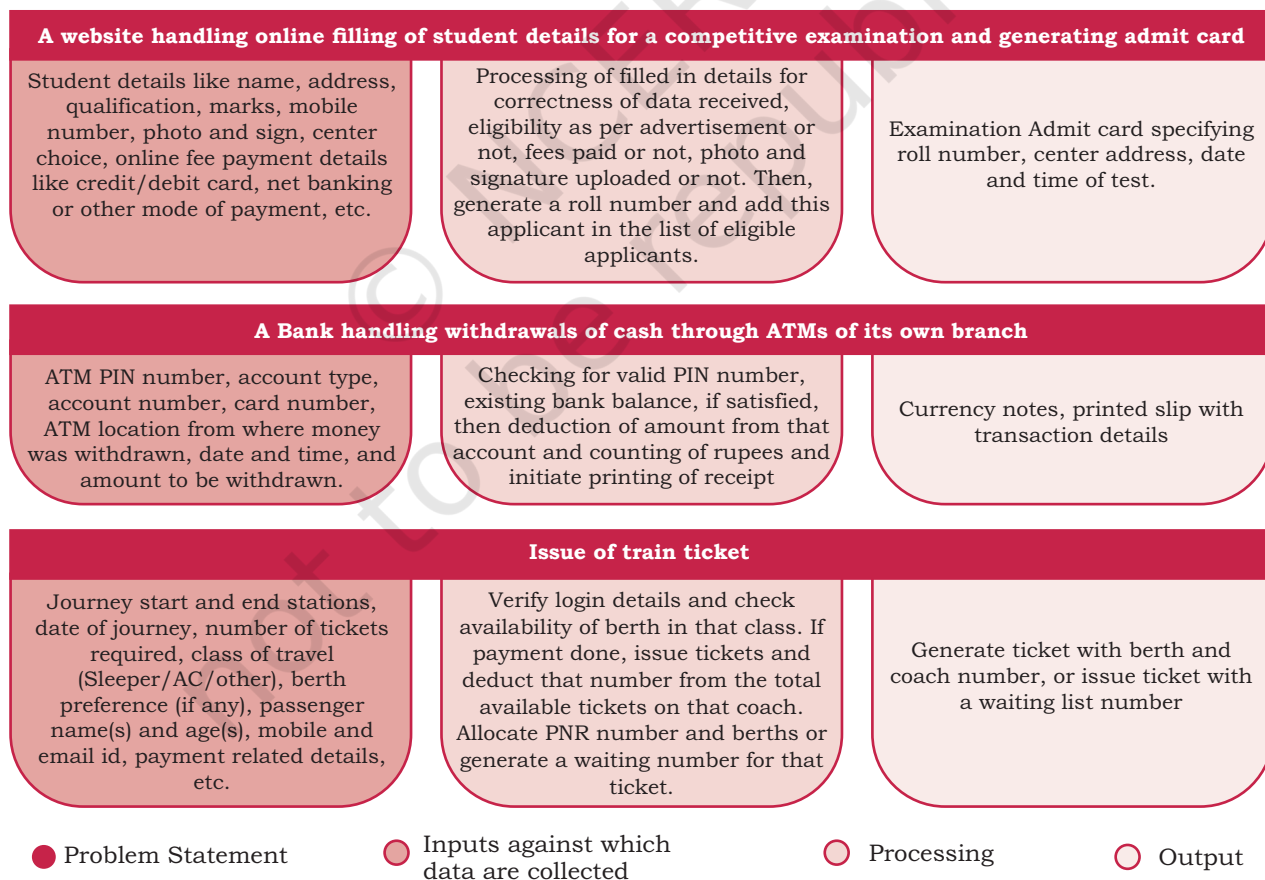 A website handling online filling of student details for a competitive examination and generating admit card
Student details like name, address,
qualification, marks, mobile
number, photo and sign, center
choice, online fee payment details
like credit/debit card, net banking
or other mode of payment, etc.
Processing of filled in details for
correctness of data received,
eligibility as per advertisement or
not, fees paid or not, photo and
signature uploaded or not. Then,
generate a roll number and add this
applicant in the list of eligible
applicants.
Examination Admit card specifying
roll number, center address, date
and time of test.
A Bank handling withdrawals of cash through ATMs of its own branch
ATM PIN number, account type,
account number, card number,
ATM location from where money
was withdrawn, date and time, and
amount to be withdrawn.
Checking for valid PIN number,
existing bank balance, if satisfied,
then deduction of amount from that
account and counting of rupees and
initiate printing of receipt
Currency notes, printed slip with
transaction details
Issue of train ticket
Journey start and end stations,
date of journey, number of tickets
required, class of travel
(Sleeper/AC/other), berth
preference (if any), passenger
name(s) and age(s), mobile and
email id, payment related details,
etc.
Verify login details and check
availability of berth in that class. If
payment done, issue tickets and
deduct that number from the total
available tickets on that coach.
Allocate PNR number and berths or
generate a waiting number for that
ticket.
Generate ticket with berth and
coach number, or issue ticket with
a waiting list number
Problem Statement
Inputs against which
data are collected
Processing
Output
© NCE
not to be republ